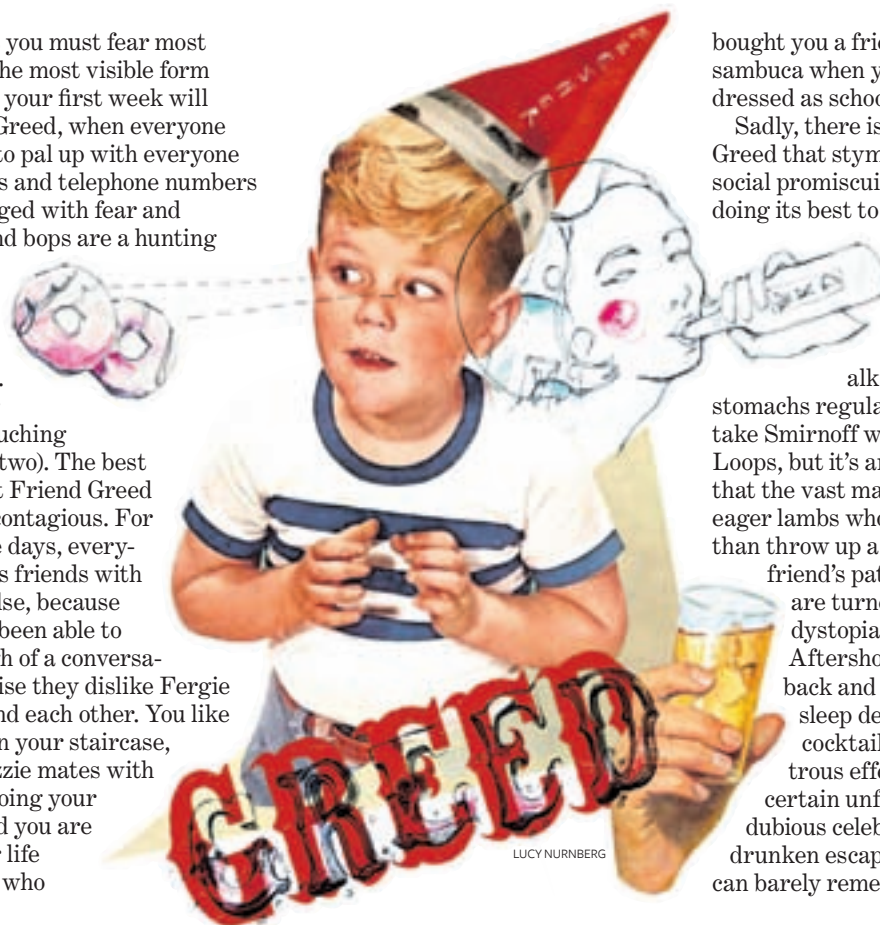 you must fear most
he most visible form
your first week will
Greed, when everyone
to pal up with everyone
s and telephone numbers
ged with fear and
nd bops are a hunting
.
uching
two). The best
t Friend Greed
contagious. For
e days, every-
s friends with
lse, because
been able to
h of a conversa-
ise they dislike Fergie
nd each other. You like
n your staircase,
zzie mates with
oing your
d you are
r life
who
FRESHER
GREED
LUCY NURNBERG
bought you a frie
sambuca when y
dressed as schoo
Sadly, there is
Greed that stym
social promiscui
doing its best to
alk
stomachs regula
take Smirnoff w
Loops, but it's ar
that the vast ma
eager lambs who
than throw up a
friend's pat
are turne
dystopia
Aftersho
back and
sleep de
cocktail
trous effe
certain unf
dubious celeb
drunken escap
can barely reme